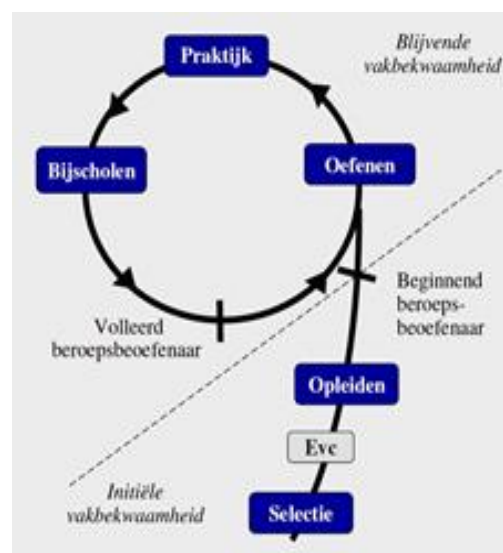 Praktijk
Blijvende
vakbekwaamheid
Bijscholen
Oefenen
Volleerd
beroepsbeoefenaar
Beginnend
beroeps-
beoefenaar
Opleiden
Evc
Initiële
vakbekwaamheid
Selectie